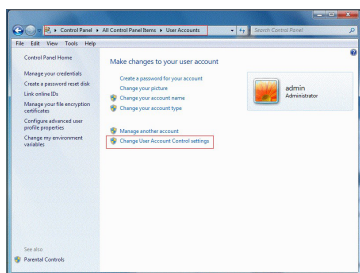 Control Panel ▸ All Control Panel Items ▸ User Accounts
Search Control Panel
File Edit View Tools Help
Control Panel Home
Manage your credentials
Create a password reset disk
Link online IDs
Manage your file encryption
certificates
Configure advanced user
profile properties
Change my environment
variables
See also
Parental Controls
Make changes to your user account
Create a password for your account
Change your picture
Change your account name
Change your account type
Manage another account
Change User Account Control settings
admin
Administrator